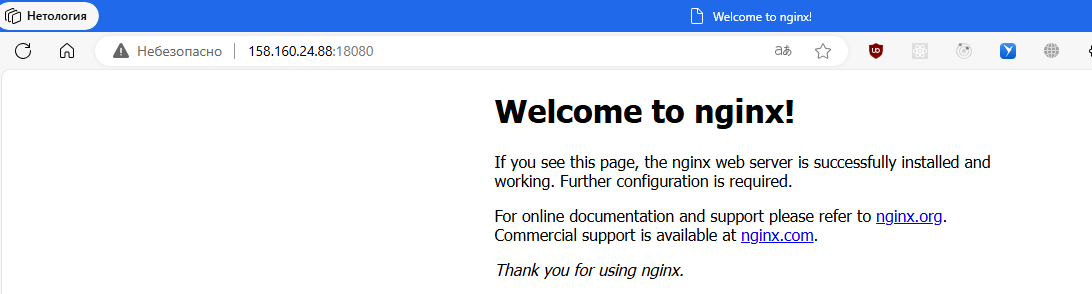 Нетология
Welcome to nginx!
Небезопасно 158.160.24.88:18080
Welcome to nginx!
If you see this page, the nginx web server is successfully installed and
working. Further configuration is required.
For online documentation and support please refer to nginx.org.
Commercial support is available at nginx.com.
Thank you for using nginx.